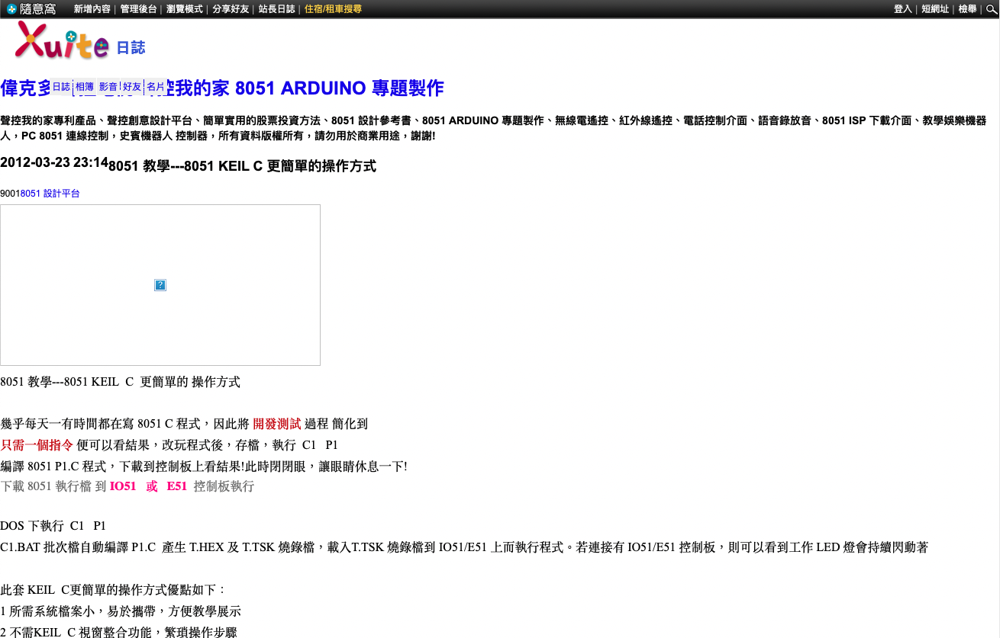 隨意窩 新增內容 | 管理後台 | 瀏覽模式 | 分享好友 | 站長日誌 | 住宿/租車搜尋 登入 | 短網址 | 檢舉 |
Xuite 日誌
日誌 相簿 影音 好友 名片
偉克多 控我的家 8051 ARDUINO 專題製作
聲控我的家專利產品、聲控創意設計平台、簡單實用的股票投資方法、8051 設計參考書、8051 ARDUINO 專題製作、無線電遙控、紅外線遙控、電話控制介面、語音錄放音、8051 ISP 下載介面、教學娛樂機器
人，PC 8051 連線控制，史賓機器人 控制器，所有資料版權所有，請勿用於商業用途，謝謝!
2012-03-23 23:14 8051 教學---8051 KEIL C 更簡單的操作方式
90018051 設計平台
8051 教學---8051 KEIL C 更簡單的 操作方式
幾乎每天一有時間都在寫 8051 C 程式，因此將 開發測試 過程 簡化到
只需一個指令 便可以看結果，改玩程式後，存檔，執行 C1 P1
編譯 8051 P1.C 程式，下載到控制板上看結果!此時閉閉眼，讓眼睛休息一下!
下載 8051 執行檔 到 IO51 或 E51 控制板執行
DOS 下執行 C1 P1
C1.BAT 批次檔自動編譯 P1.C 產生 T.HEX 及 T.TSK 燒錄檔，載入T.TSK 燒錄檔到 IO51/E51 上而執行程式。若連接有 IO51/E51 控制板，則可以看到工作 LED 燈會持續閃動著
此套 KEIL C更簡單的操作方式優點如下：
1 所需系統檔案小，易於攜帶，方便教學展示
2 不需KEIL C 視窗整合功能，繁瑣操作步驟